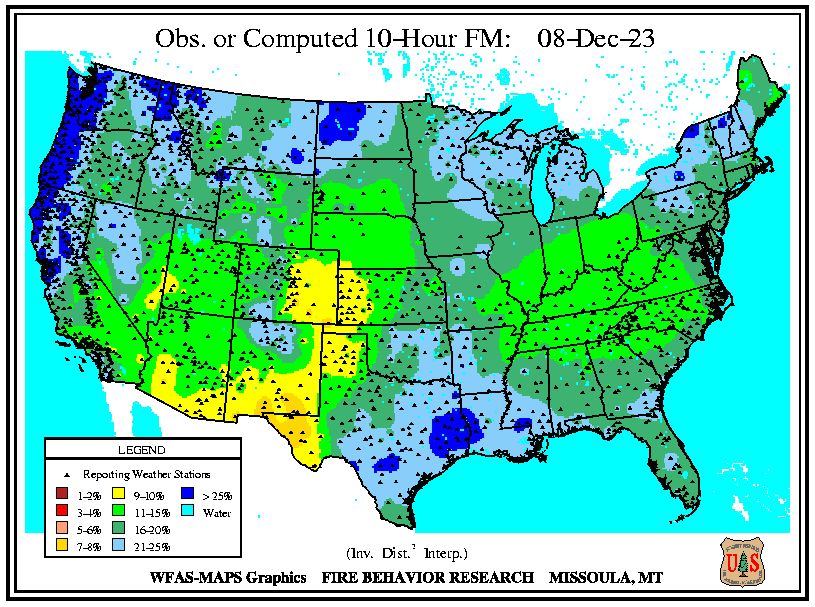 Obs. or Computed 10-Hour FM: 08-Dec-23
LEGEND
Reporting Weather Stations
1-2% 9-10% > 25%
3-4% 11-15% Water
5-6% 16-20%
7-8% 21-25%
(Inv. Dist.² Interp.)
WFAS-MAPS Graphics FIRE BEHAVIOR RESEARCH MISSOULA, MT
U S